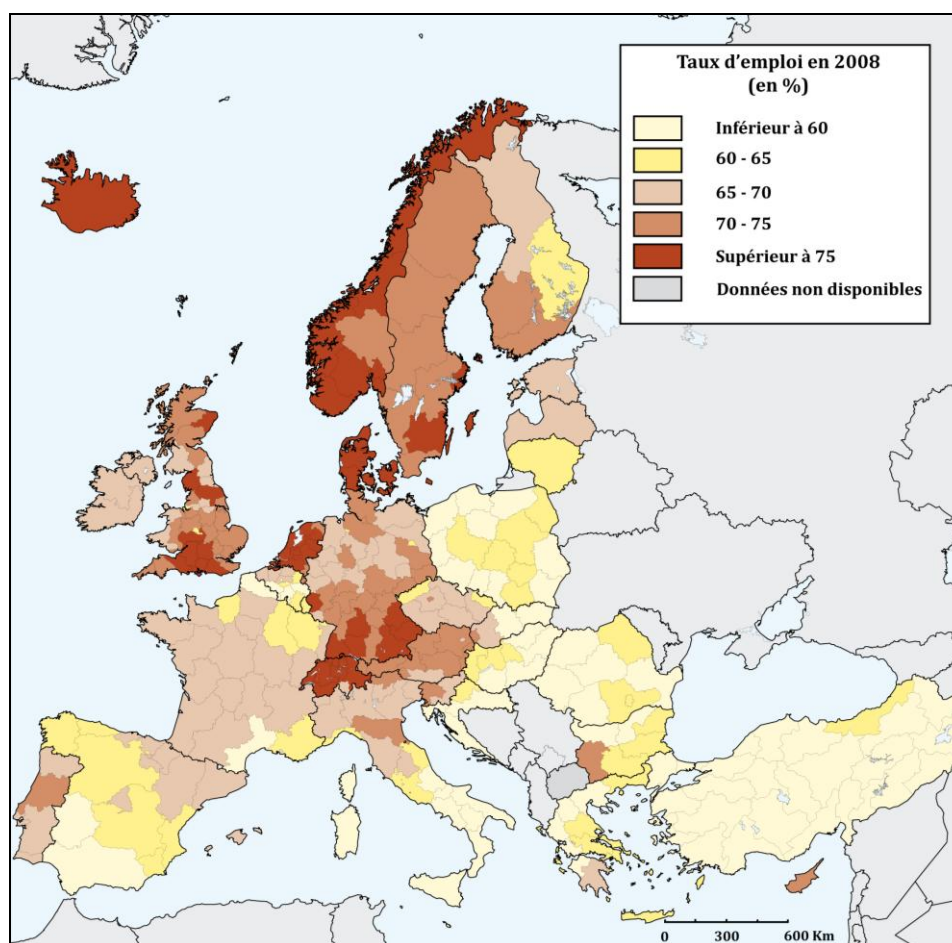 Taux d'emploi en 2008
(en %)
Inférieur à 60
60 - 65
65 - 70
70 - 75
Supérieur à 75
Données non disponibles
0 300 600 Km